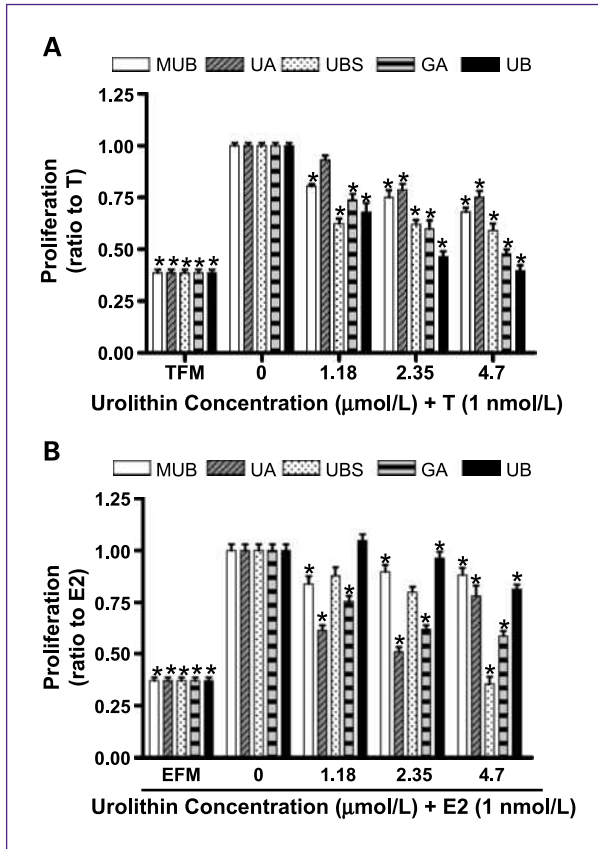 A
MUB UA UBS GA UB
Proliferation
(ratio to T)
1.25
1.00
0.75
0.50
0.25
0.00
* * * * *
* * * *
* * * * *
* * * * *
TFM 0 1.18 2.35 4.7
Urolithin Concentration (μmol/L) + T (1 nmol/L)
B
MUB UA UBS GA UB
Proliferation
(ratio to E2)
1.25
1.00
0.75
0.50
0.25
0.00
* * * * *
* * *
* * * *
* * * * *
EFM 0 1.18 2.35 4.7
Urolithin Concentration (μmol/L) + E2 (1 nmol/L)